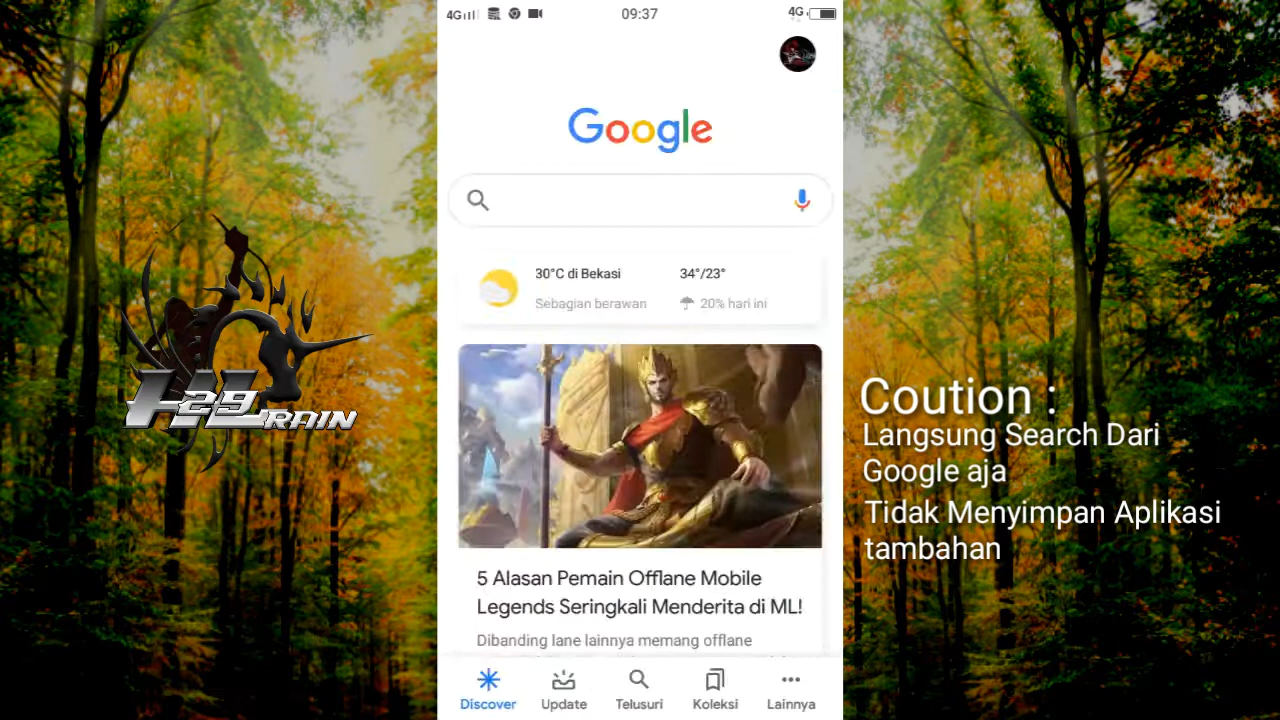 4G
09:37
4G
Google
30°C di Bekasi
34°/23°
Sebagian berawan
20% hari ini
H29Lrain
Coution :
Langsung Search Dari
Google aja
Tidak Menyimpan Aplikasi
tambahan
5 Alasan Pemain Offlane Mobile
Legends Seringkali Menderita di ML!
Dibanding lane lainnya memang offlane
Discover
Update
Telusuri
Koleksi
Lainnya